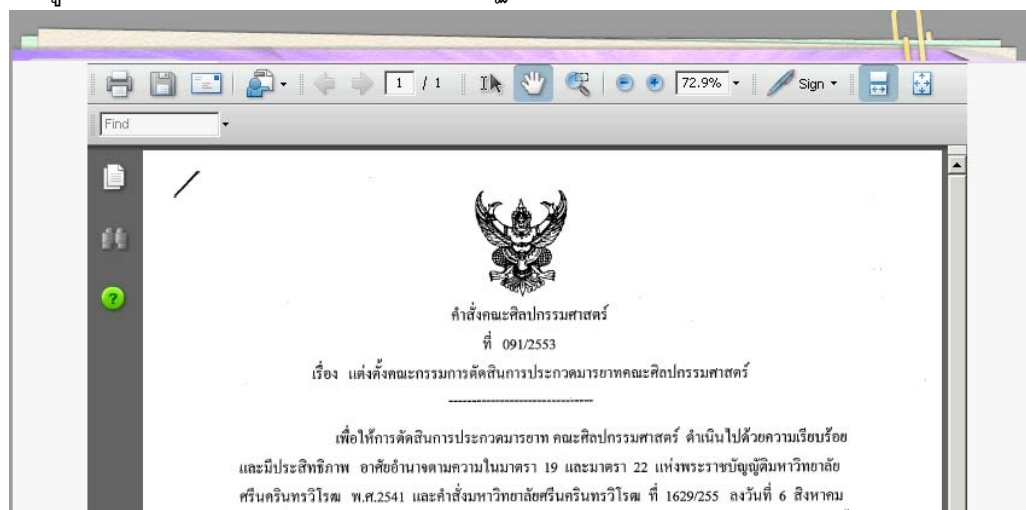 1 / 1
72.9%
Sign
Find
คำสั่งคณะศิลปกรรมศาสตร์
ที่ 091/2553
เรื่อง แต่งตั้งคณะกรรมการตัดสินการประกวดมารยาทคณะศิลปกรรมศาสตร์
------------------------------
เพื่อให้การตัดสินการประกวดมารยาท คณะศิลปกรรมศาสตร์ ดำเนินไปด้วยความเรียบร้อย
และมีประสิทธิภาพ อาศัยอำนาจตามความในมาตรา 19 และมาตรา 22 แห่งพระราชบัญญัติมหาวิทยาลัย
ศรีนครินทรวิโรฒ พ.ศ.2541 และคำสั่งมหาวิทยาลัยศรีนครินทรวิโรฒ ที่ 1629/255 ลงวันที่ 6 สิงหาคม